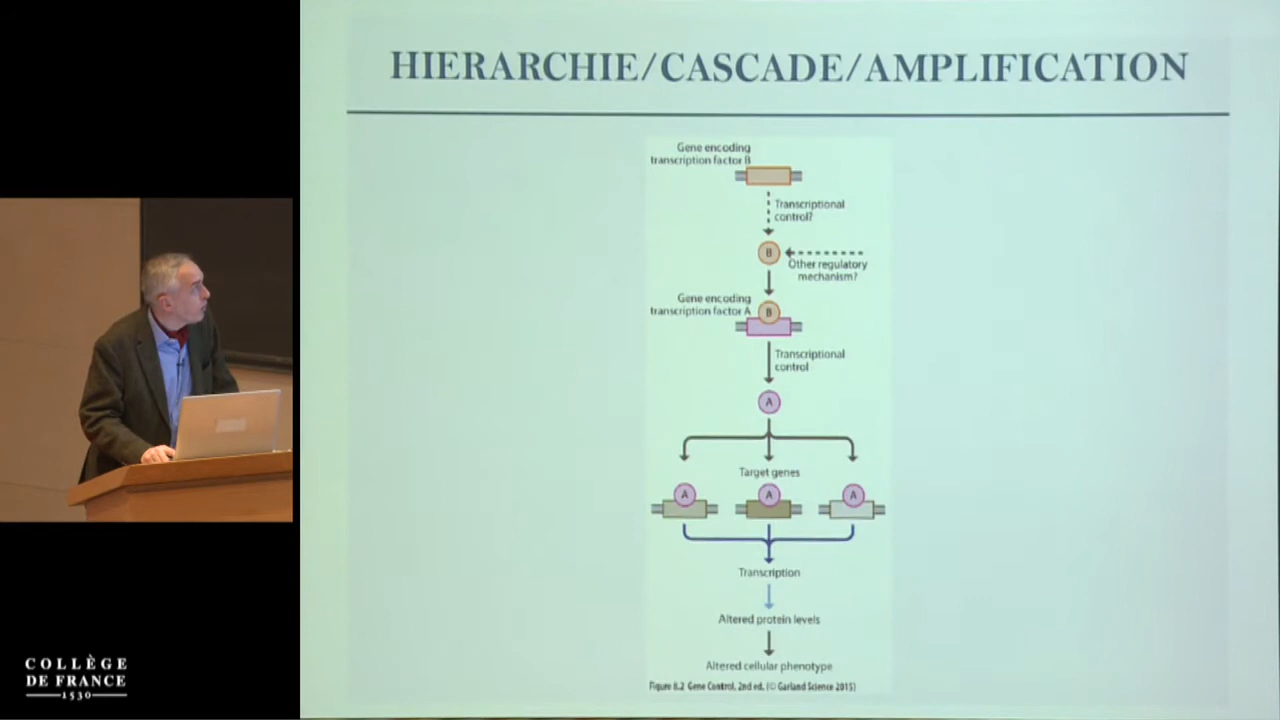 HIERARCHIE/CASCADE/AMPLIFICATION
Gene encoding
transcription factor B
Transcriptional
control?
B
Other regulatory
mechanism?
Gene encoding
transcription factor A
B
Transcriptional
control
A
Target genes
A A A
Transcription
Altered protein levels
Altered cellular phenotype
Figure 8.2 Gene Control, 2nd ed. (© Garland Science 2015)
COLLÈGE
DE FRANCE
1530